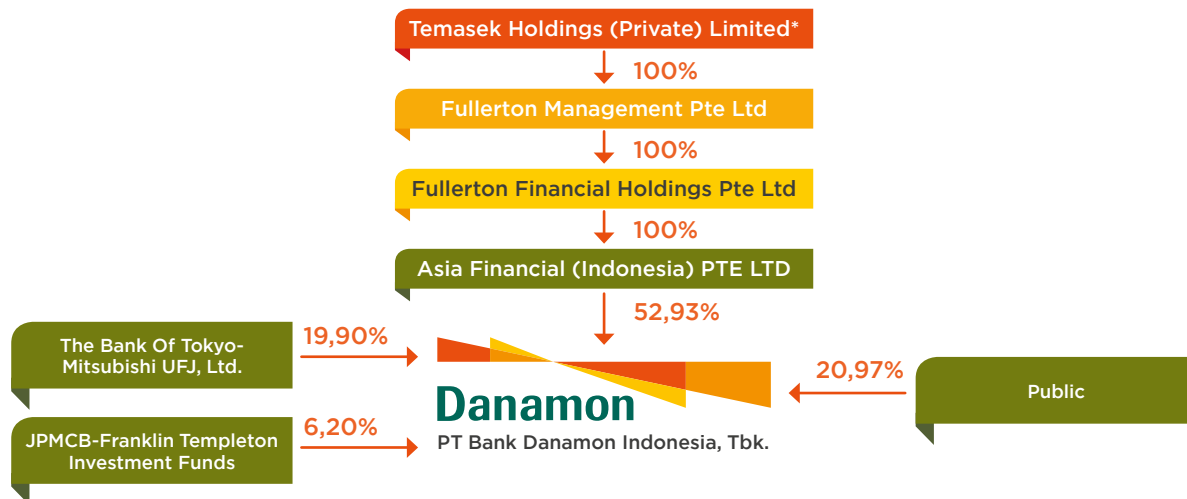 Temasek Holdings (Private) Limited*
100%
Fullerton Management Pte Ltd
100%
Fullerton Financial Holdings Pte Ltd
100%
Asia Financial (Indonesia) PTE LTD
52,93%
The Bank Of Tokyo-
Mitsubishi UFJ, Ltd.
19,90%
20,97%
Public
JPMCB-Franklin Templeton
Investment Funds
6,20%
Danamon
PT Bank Danamon Indonesia, Tbk.